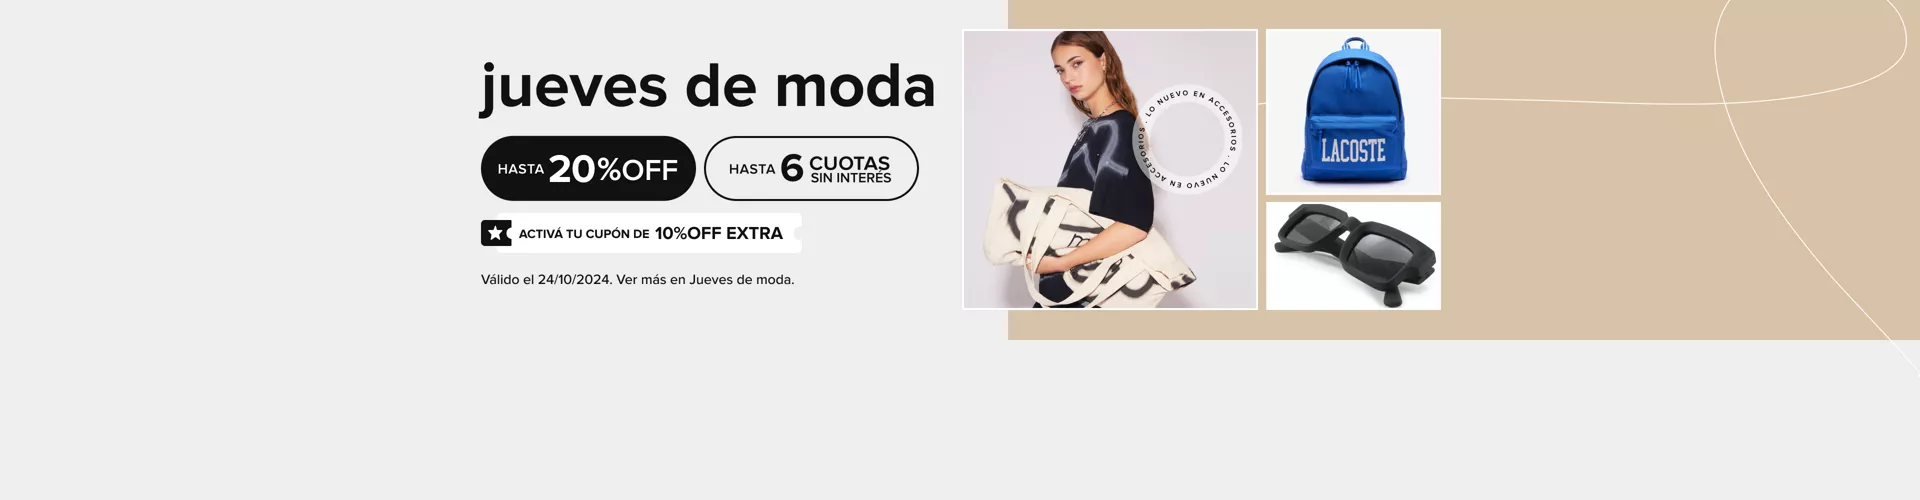 jueves de moda
HASTA 20%OFF
HASTA 6 CUOTAS SIN INTERÉS
ACTIVÁ TU CUPÓN DE 10%OFF EXTRA
Válido el 24/10/2024. Ver más en Jueves de moda.
LO NUEVO EN ACCESORIOS · LO NUEVO EN ACCESORIOS ·
LACOSTE